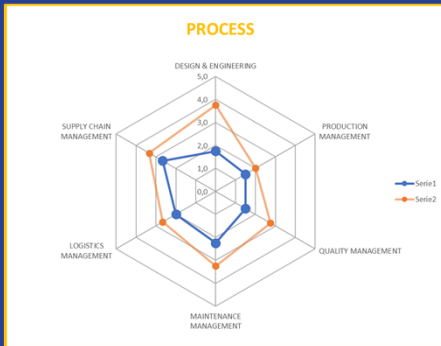 PROCESS
DESIGN & ENGINEERING
5,0
4,0
3,0
2,0
1,0
0,0
SUPPLY CHAIN
MANAGEMENT
PRODUCTION
MANAGEMENT
Serie1
Serie2
LOGISTICS
MANAGEMENT
QUALITY MANAGEMENT
MAINTENANCE
MANAGEMENT